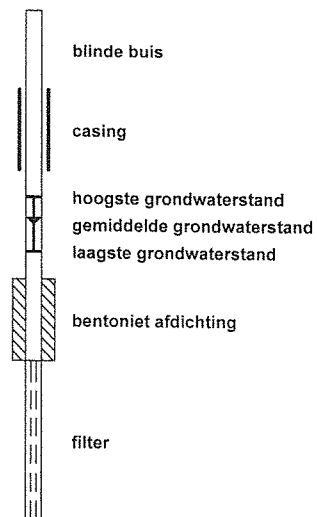 blinde buis
casing
hoogste grondwaterstand
gemiddelde grondwaterstand
laagste grondwaterstand
bentoniet afdichting
filter